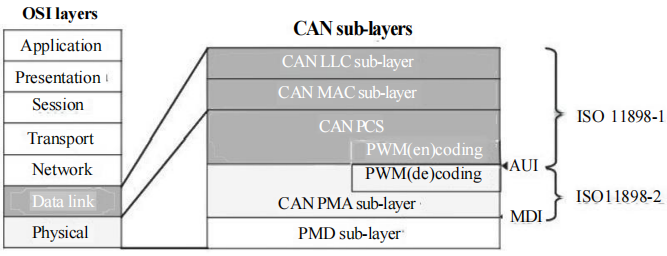 OSI layers
Application
Presentation
Session
Transport
Network
Data link
Physical
CAN sub-layers
CAN LLC sub-layer
CAN MAC sub-layer
CAN PCS
PWM(en)coding
PWM(de)coding
CAN PMA sub-layer
PMD sub-layer
AUI
MDI
ISO 11898-1
ISO11898-2